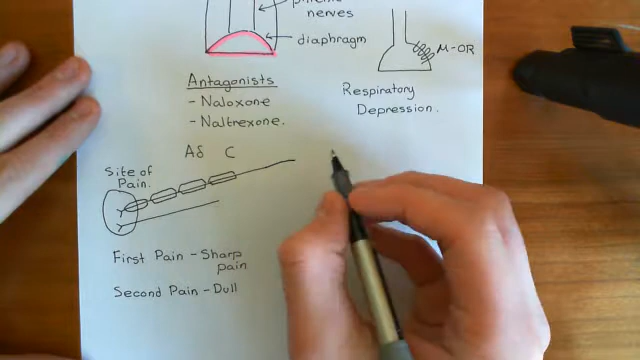 nerves
diaphragm
μ-OR
Antagonists
- Naloxone
- Naltrexone.
Respiratory
Depression.
Aδ C
Site of
Pain.
First Pain - Sharp
pain
Second Pain - Dull